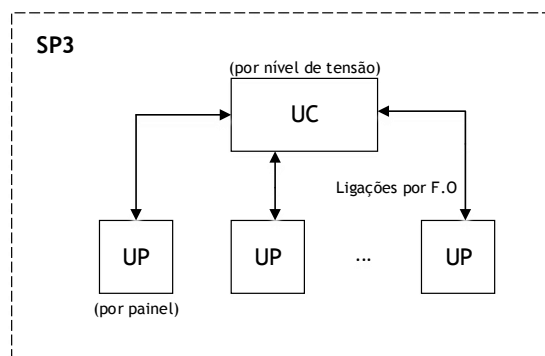 SP3
(por nível de tensão)
UC
Ligações por F.O
UP
UP
...
UP
(por painel)